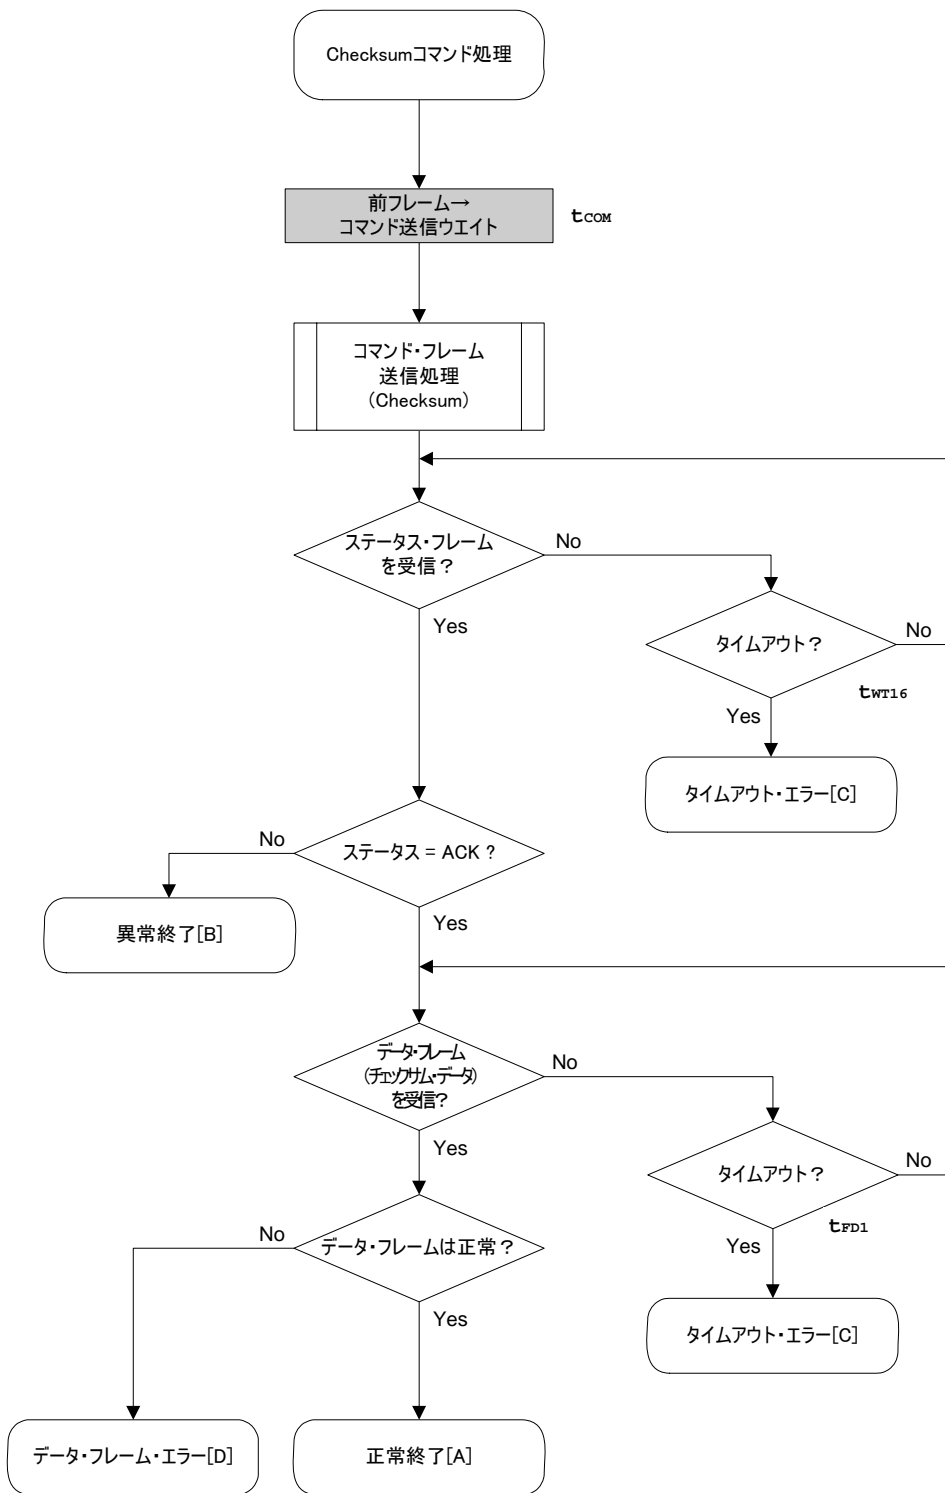 Checksumコマンド処理
前フレーム→
コマンド送信ウエイト
tCOM
コマンド・フレーム
送信処理
(Checksum)
ステータス・フレーム
を受信？
No
Yes
タイムアウト？
No
tWT16
Yes
タイムアウト・エラー[C]
ステータス = ACK ?
No
異常終了[B]
Yes
データ・フレーム
(チェックサム・データ)
を受信？
No
Yes
タイムアウト？
No
tFD1
Yes
タイムアウト・エラー[C]
データ・フレームは正常？
No
Yes
データ・フレーム・エラー[D]
正常終了[A]